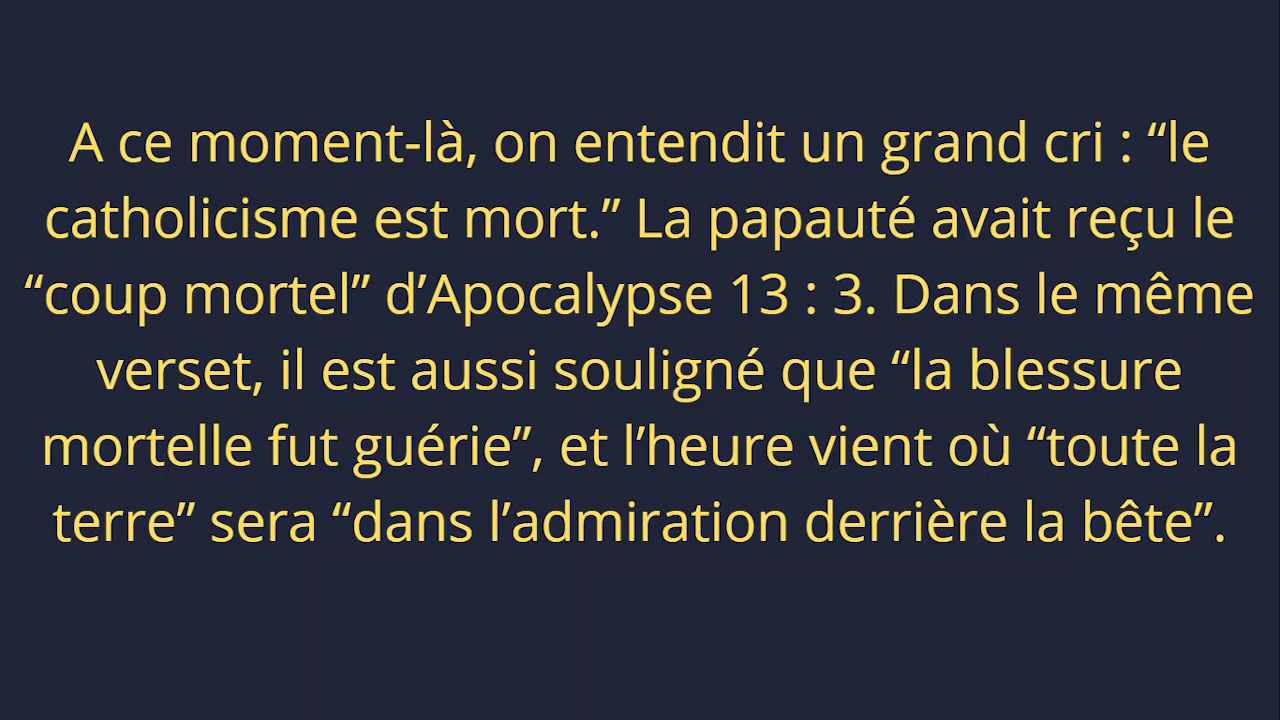 A ce moment-là, on entendit un grand cri : “le
catholicisme est mort.” La papauté avait reçu le
“coup mortel” d’Apocalypse 13 : 3. Dans le même
verset, il est aussi souligné que “la blessure
mortelle fut guérie”, et l’heure vient où “toute la
terre” sera “dans l’admiration derrière la bête”.